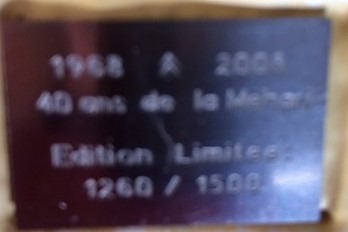 1968 A 2008
40 ans de la Mehari
Edition Limitee:
1260 / 1500